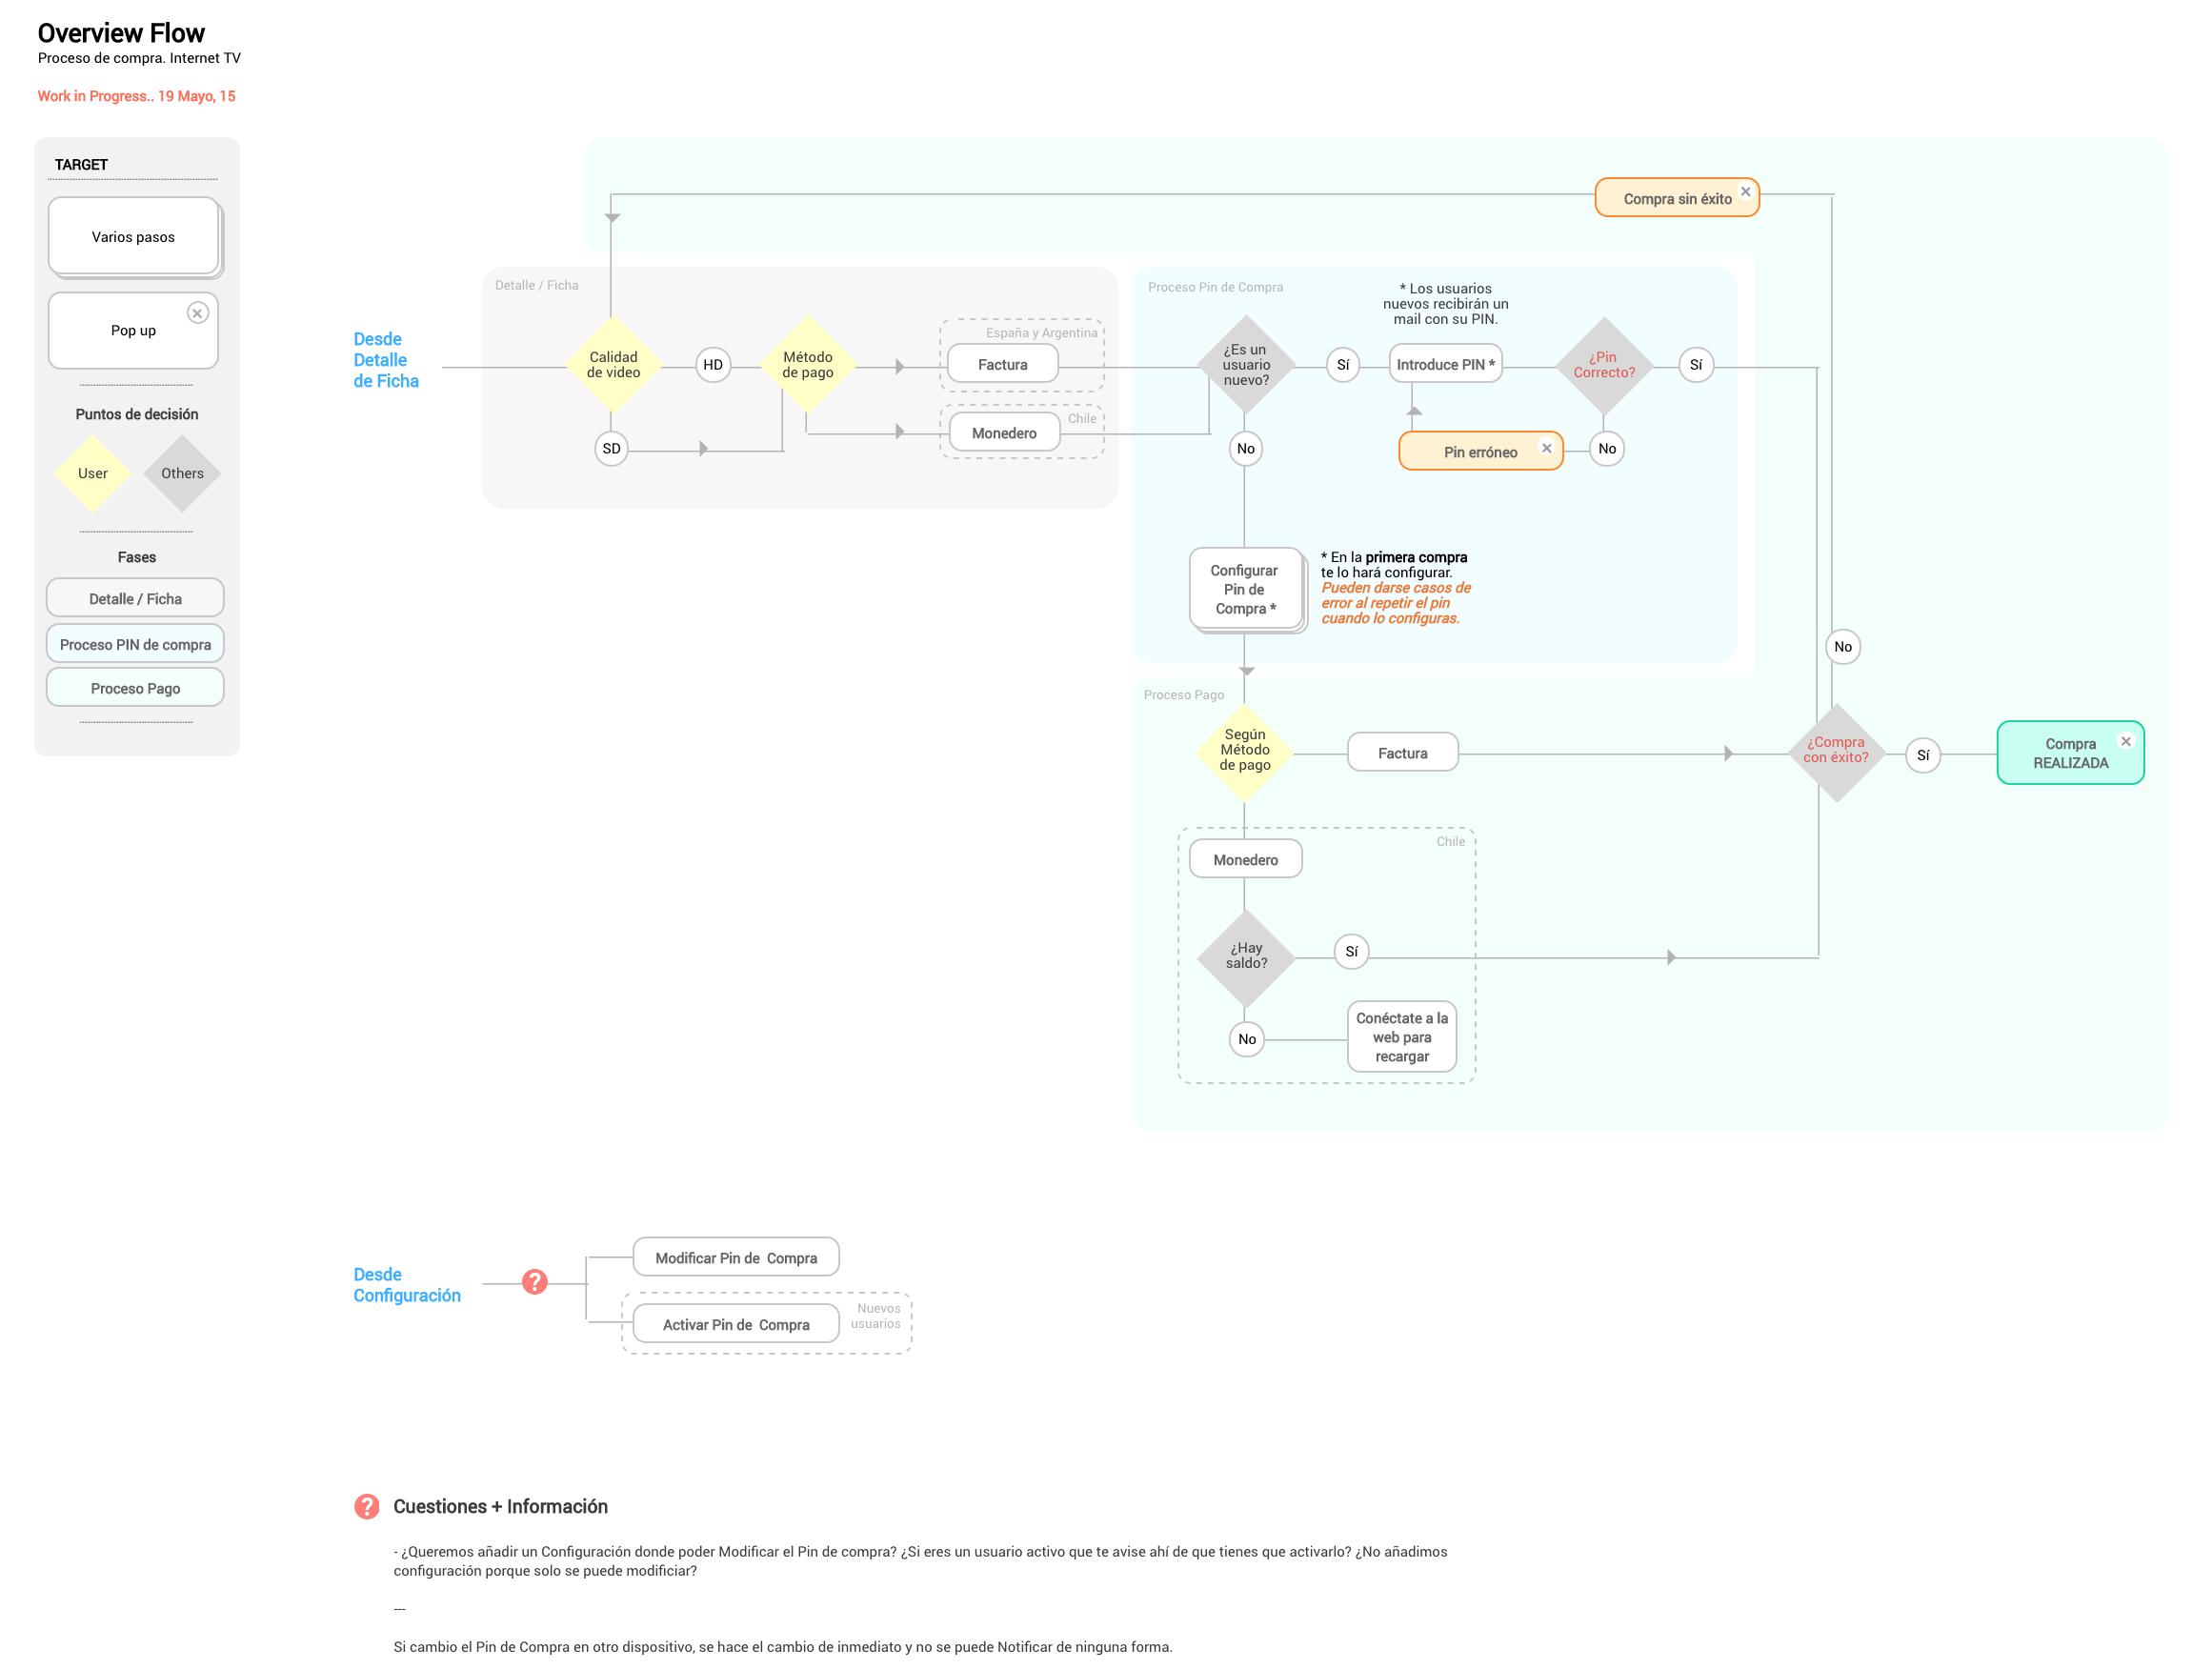 Overview Flow
Proceso de compra. Internet TV
Work in Progress.. 19 Mayo, 15
TARGET
Varios pasos
Pop up
Puntos de decisión
User
Others
Fases
Detalle / Ficha
Proceso PIN de compra
Proceso Pago
Compra sin éxito
Desde
Detalle
de Ficha
Detalle / Ficha
Calidad
de video
HD
SD
Método
de pago
España y Argentina
Factura
Chile
Monedero
Proceso Pin de Compra
¿Es un
usuario
nuevo?
Sí
No
* Los usuarios
nuevos recibirán un
mail con su PIN.
Introduce PIN *
¿Pin
Correcto?
Sí
No
Pin erróneo
Configurar
Pin de
Compra *
* En la primera compra
te lo hará configurar.
Pueden darse casos de
error al repetir el pin
cuando lo configuras.
No
Proceso Pago
Según
Método
de pago
Factura
¿Compra
con éxito?
Sí
Compra
REALIZADA
Chile
Monedero
¿Hay
saldo?
Sí
No
Conéctate a la
web para
recargar
Desde
Configuración
?
Modificar Pin de Compra
Activar Pin de Compra
Nuevos
usuarios
? Cuestiones + Información
- ¿Queremos añadir un Configuración donde poder Modificar el Pin de compra? ¿Si eres un usuario activo que te avise ahí de que tienes que activarlo? ¿No añadimos
configuración porque solo se puede modificiar?
---
Si cambio el Pin de Compra en otro dispositivo, se hace el cambio de inmediato y no se puede Notificar de ninguna forma.